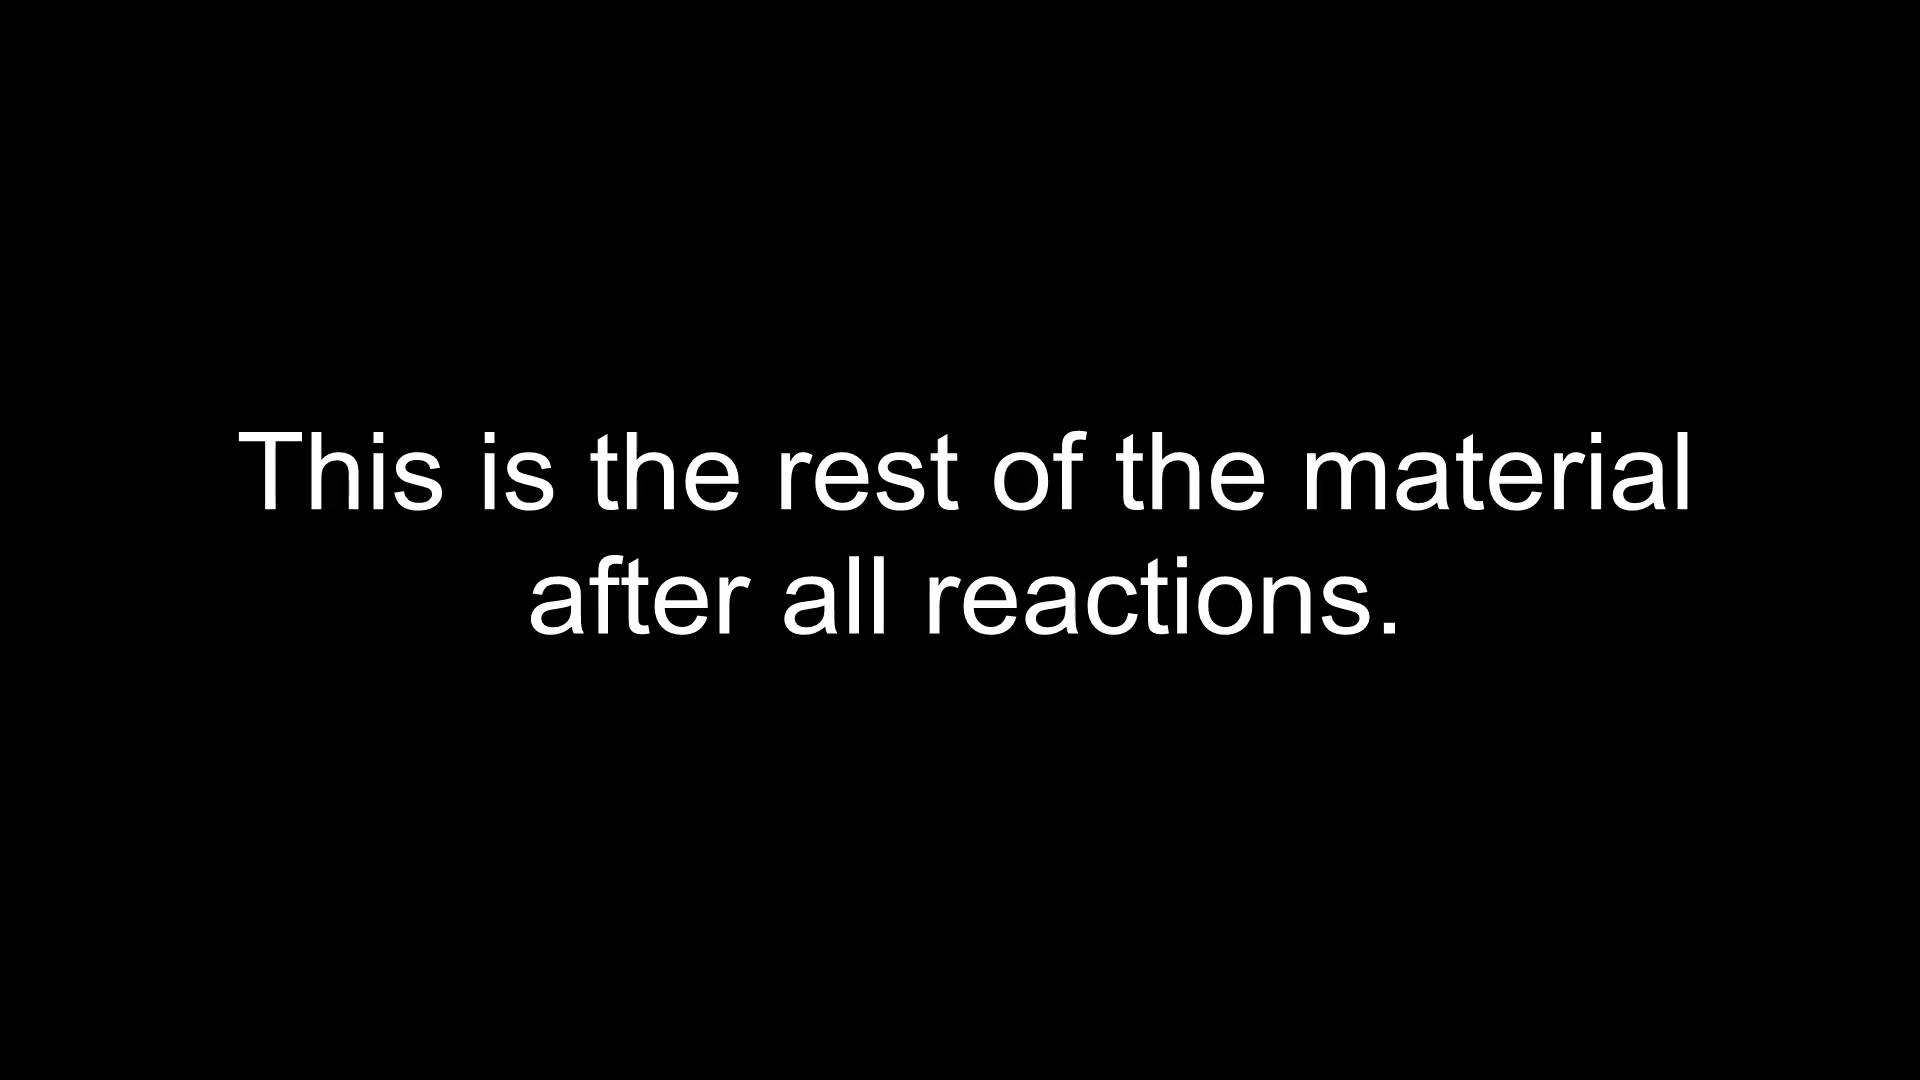 This is the rest of the material
after all reactions.